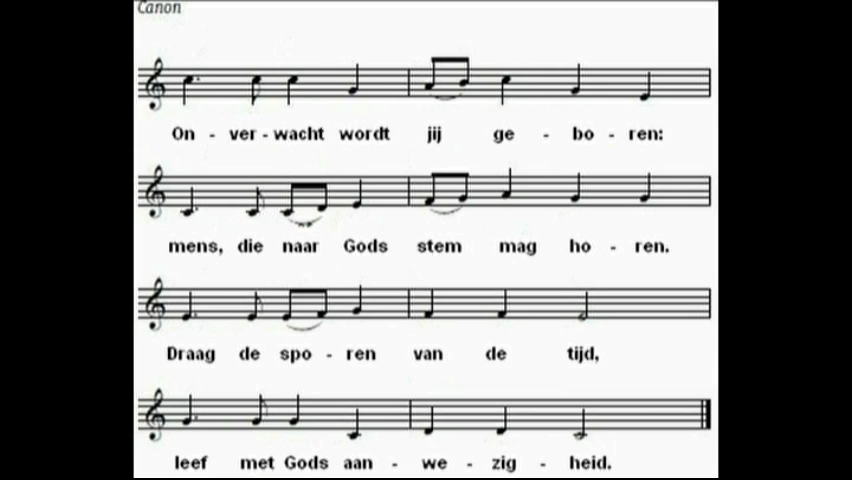 Canon
On - ver - wacht wordt jij ge - bo - ren:
mens, die naar Gods stem mag ho - ren.
Draag de spo - ren van de tijd,
leef met Gods aan - we - zig - heid.